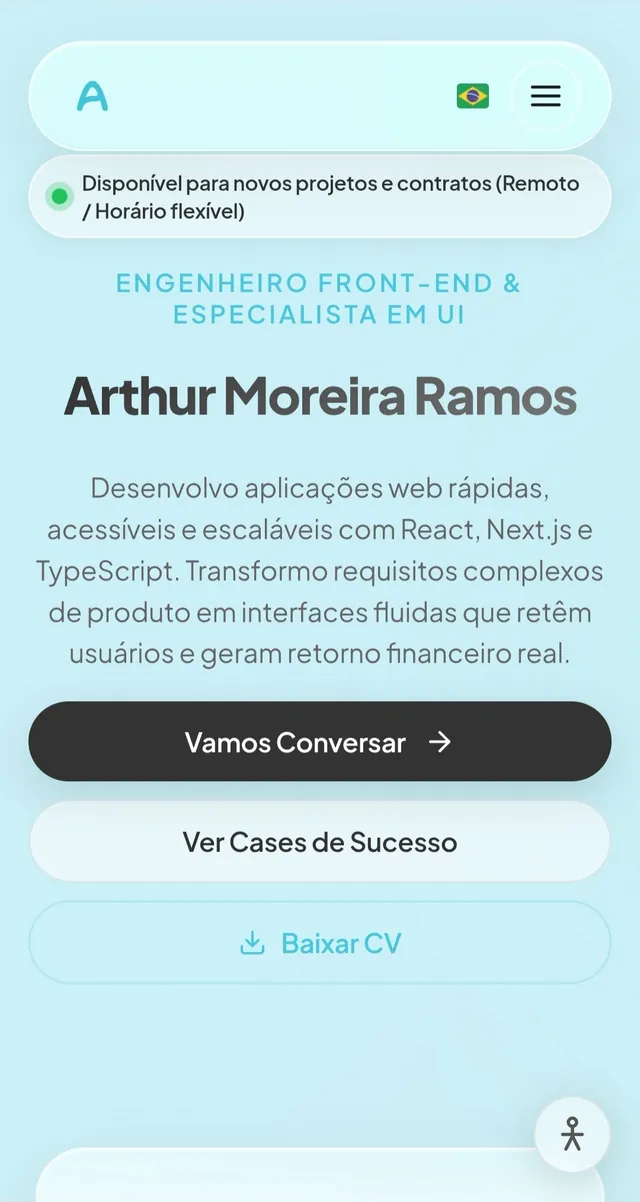 A
Disponível para novos projetos e contratos (Remoto
/ Horário flexível)
ENGENHEIRO FRONT-END &
ESPECIALISTA EM UI
Arthur Moreira Ramos
Desenvolvo aplicações web rápidas,
acessíveis e escaláveis com React, Next.js e
TypeScript. Transformo requisitos complexos
de produto em interfaces fluidas que retêm
usuários e geram retorno financeiro real.
Vamos Conversar
Ver Cases de Sucesso
Baixar CV